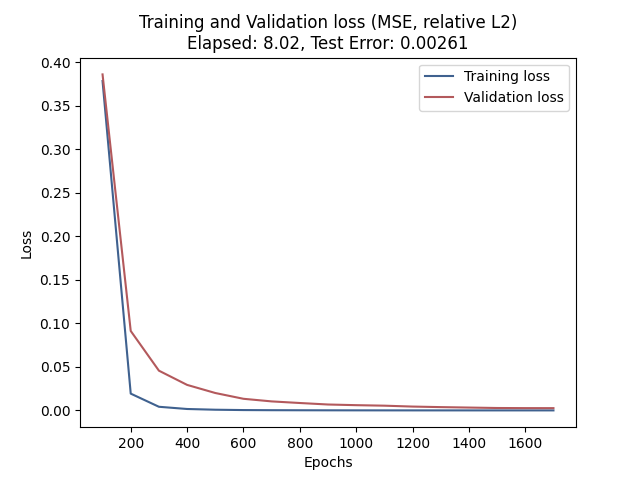 Training and Validation loss (MSE, relative L2)
Elapsed: 8.02, Test Error: 0.00261
Training loss
Validation loss
0.40
0.35
0.30
0.25
0.20
0.15
0.10
0.05
0.00
Loss
200 400 600 800 1000 1200 1400 1600
Epochs